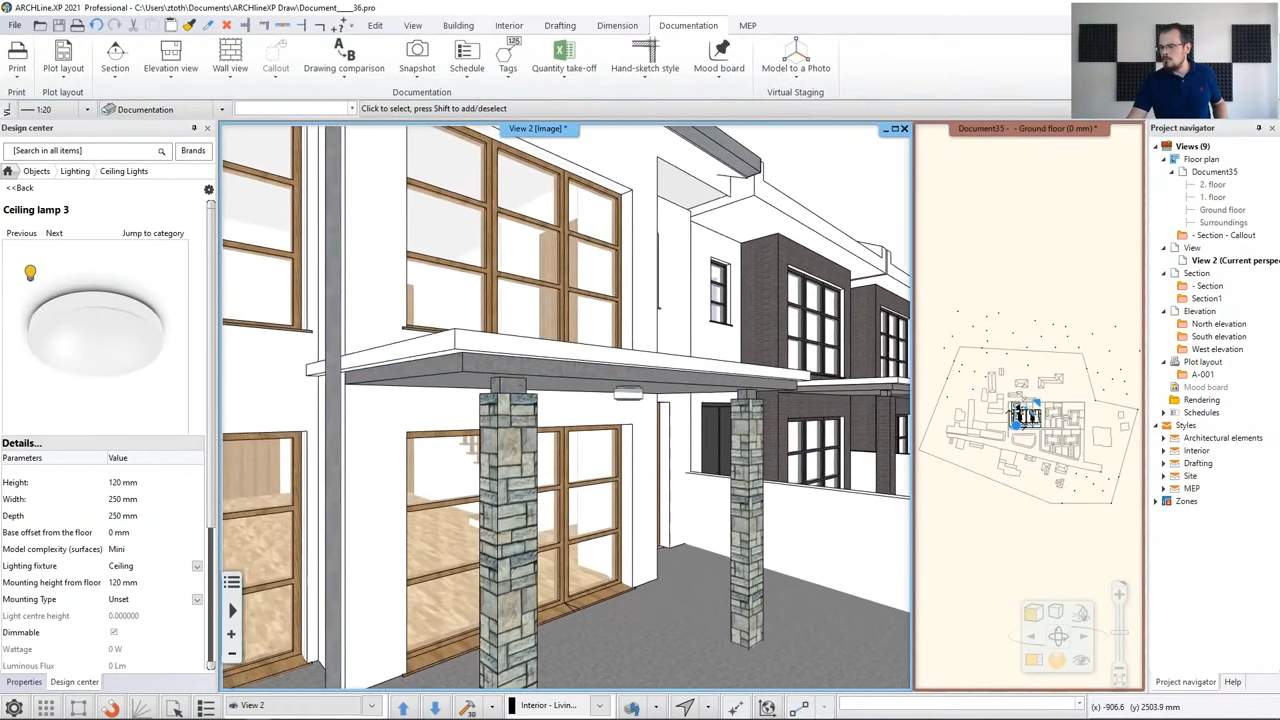 ARCHLine.XP 2021 Professional - C:\Users\ztoth\Documents\ARCHlineXP Draw\Document____36.pro
File Edit View Building Interior Drafting Dimension Documentation MEP
Print Plot layout Section Elevation view Wall view Callout Drawing comparison Snapshot Schedule Tags Quantity take-off Hand-sketch style Mood board Model to a Photo
Print Plot layout Documentation Virtual Staging
1:20 Documentation Click to select, press Shift to add/deselect
Design center
[Search in all items] Brands
Objects Lighting Ceiling Lights
<<Back
Ceiling lamp 3
Previous Next Jump to category
Details...
Parameters Value
Height: 120 mm
Width: 250 mm
Depth 250 mm
Base offset from the floor 0 mm
Model complexity (surfaces) Mini
Lighting fixture Ceiling
Mounting height from floor 120 mm
Mounting Type Unset
Light centre height 0.000000
Dimmable
Wattage 0 W
Luminous Flux 0 Lm
Properties Design center
View 2 [Image] *
Document35 - - Ground floor (0 mm) *
Project navigator
Views (9)
Floor plan
Document35
2. floor
1. floor
Ground floor
Surroundings
- Section - Callout
View
View 2 (Current perspe
Section
- Section
Section1
Elevation
North elevation
South elevation
West elevation
Plot layout
A-001
Mood board
Rendering
Schedules
Styles
Architectural elements
Interior
Drafting
Site
MEP
Zones
Project navigator Help
View 2 Interior - Livin... (x) -906.6 (y) 2503.9 mm